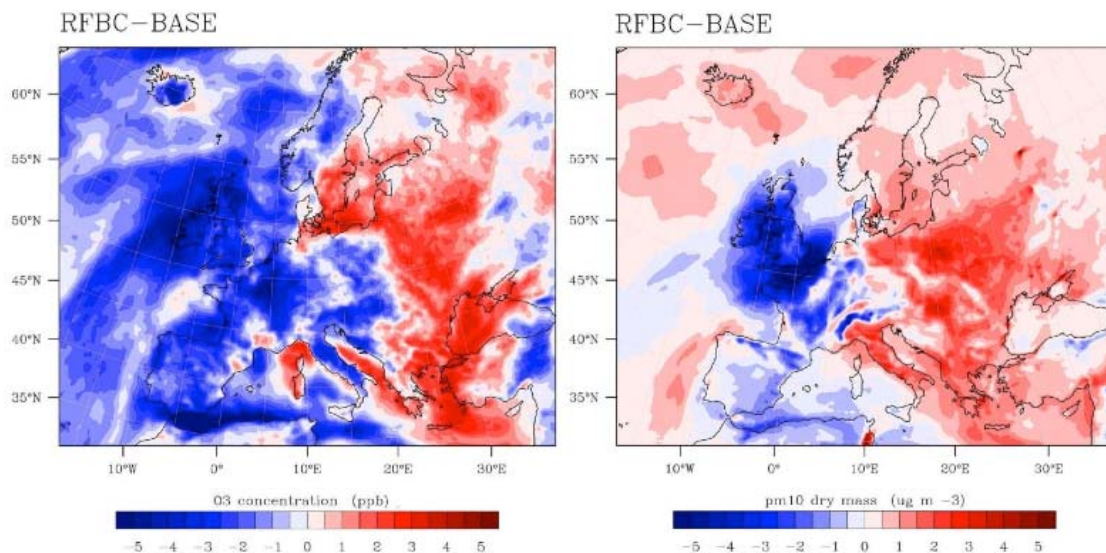 RFBC-BASE
60°N
55°N
50°N
45°N
40°N
35°N
10°W 0° 10°E 20°E 30°E
O3 concentration (ppb)
-5 -4 -3 -2 -1 0 1 2 3 4 5
RFBC-BASE
60°N
55°N
50°N
45°N
40°N
35°N
10°W 0° 10°E 20°E 30°E
pm10 dry mass (ug m -3)
-5 -4 -3 -2 -1 0 1 2 3 4 5